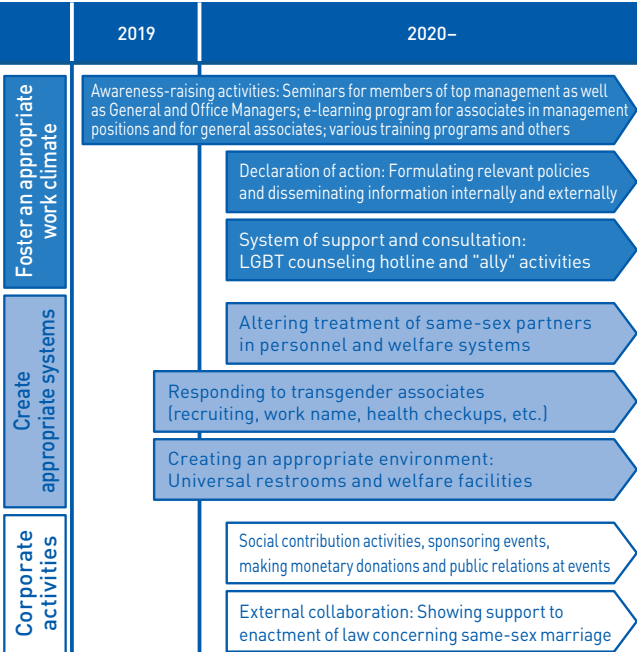 2019
2020–
Foster an appropriate
work climate
Awareness-raising activities: Seminars for members of top management as well
as General and Office Managers; e-learning program for associates in management
positions and for general associates; various training programs and others
Declaration of action: Formulating relevant policies
and disseminating information internally and externally
System of support and consultation:
LGBT counseling hotline and "ally" activities
Create
appropriate systems
Altering treatment of same-sex partners
in personnel and welfare systems
Responding to transgender associates
(recruiting, work name, health checkups, etc.)
Creating an appropriate environment:
Universal restrooms and welfare facilities
Corporate
activities
Social contribution activities, sponsoring events,
making monetary donations and public relations at events
External collaboration: Showing support to
enactment of law concerning same-sex marriage